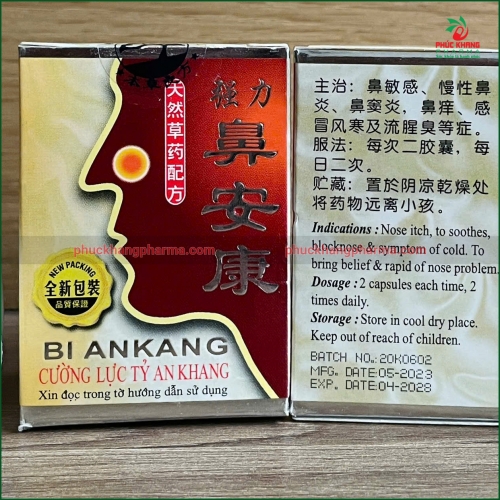 PHÚC KHANG
天然草药配方
强力
鼻安康
NEW PACKING
全新包裝
品質保證
BI ANKANG
CƯỜNG LỰC TỶ AN KHANG
Xin đọc trong tờ hướng dẫn sử dụng
phuckhangpharma.com
phuckhangpharma.com
主治：鼻敏感、慢性鼻
炎、鼻窦炎、鼻痒、感
冒风寒及流腥臭等症。
服法：每次二胶囊，每
日二次。
贮藏：置於阴凉乾燥处
将药物远离小孩。
Indications : Nose itch, to soothes,
blocknose & symptom of cold. To
bring belief & rapid of nose problem.
Dosage : 2 capsules each time, 2
times daily.
Storage : Store in cool dry place.
Keep out of reach of children.
BATCH NO.:20K0602
MFG. DATE:05-2023
EXP. DATE:04-2028